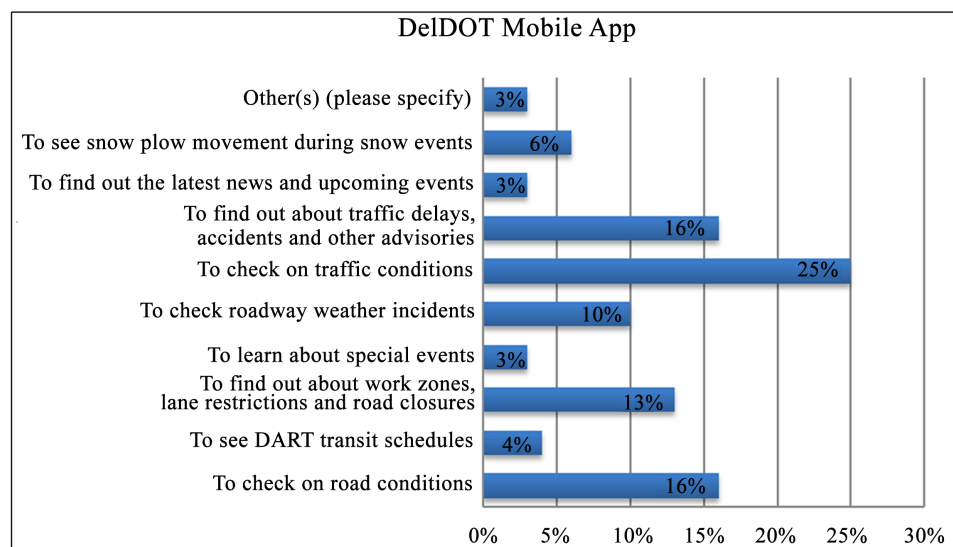 DelDOT Mobile App
Other(s) (please specify)
3%
To see snow plow movement during snow events
6%
To find out the latest news and upcoming events
3%
To find out about traffic delays,
accidents and other advisories
16%
To check on traffic conditions
25%
To check roadway weather incidents
10%
To learn about special events
3%
To find out about work zones,
lane restrictions and road closures
13%
To see DART transit schedules
4%
To check on road conditions
16%
0% 5% 10% 15% 20% 25% 30%